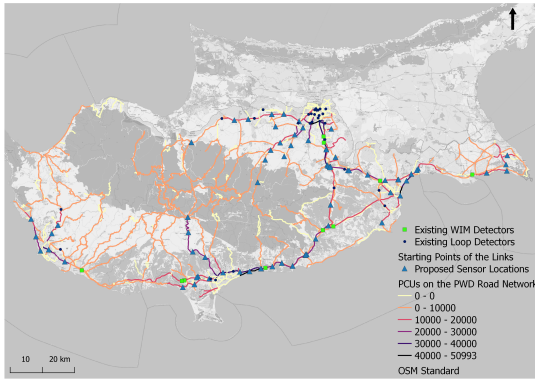 Existing WIM Detectors
Existing Loop Detectors
Starting Points of the Links
Proposed Sensor Locations
PCUs on the PWD Road Network
0 - 0
0 - 10000
10000 - 20000
20000 - 30000
30000 - 40000
40000 - 50993
OSM Standard
10 20 km